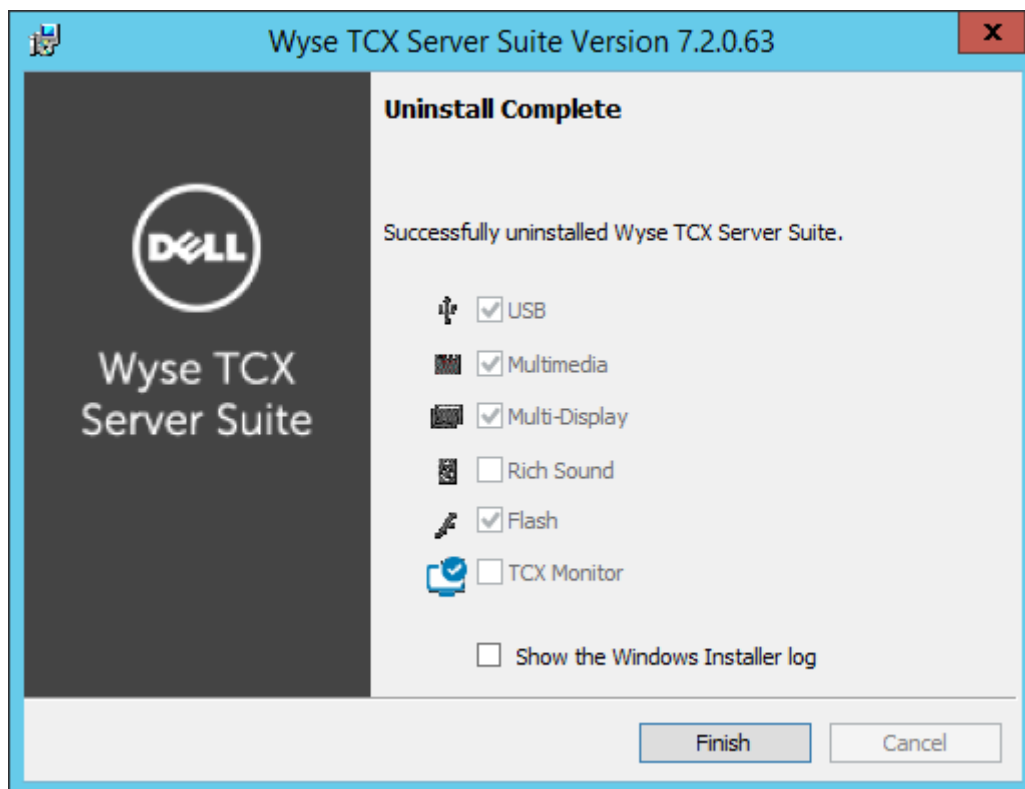 Wyse TCX Server Suite Version 7.2.0.63
x
Uninstall Complete
DELL
Wyse TCX
Server Suite
Successfully uninstalled Wyse TCX Server Suite.
USB
Multimedia
Multi-Display
Rich Sound
Flash
TCX Monitor
Show the Windows Installer log
Finish
Cancel